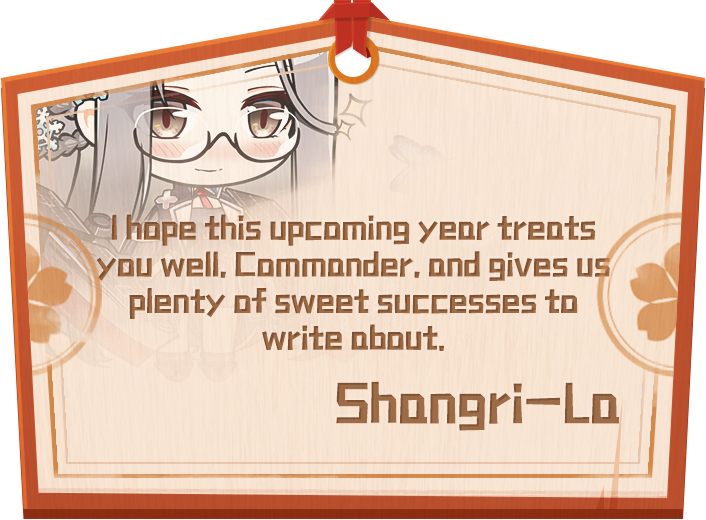 I hope this upcoming year treats
you well, Commander, and gives us
plenty of sweet successes to
write about.
Shangri-La